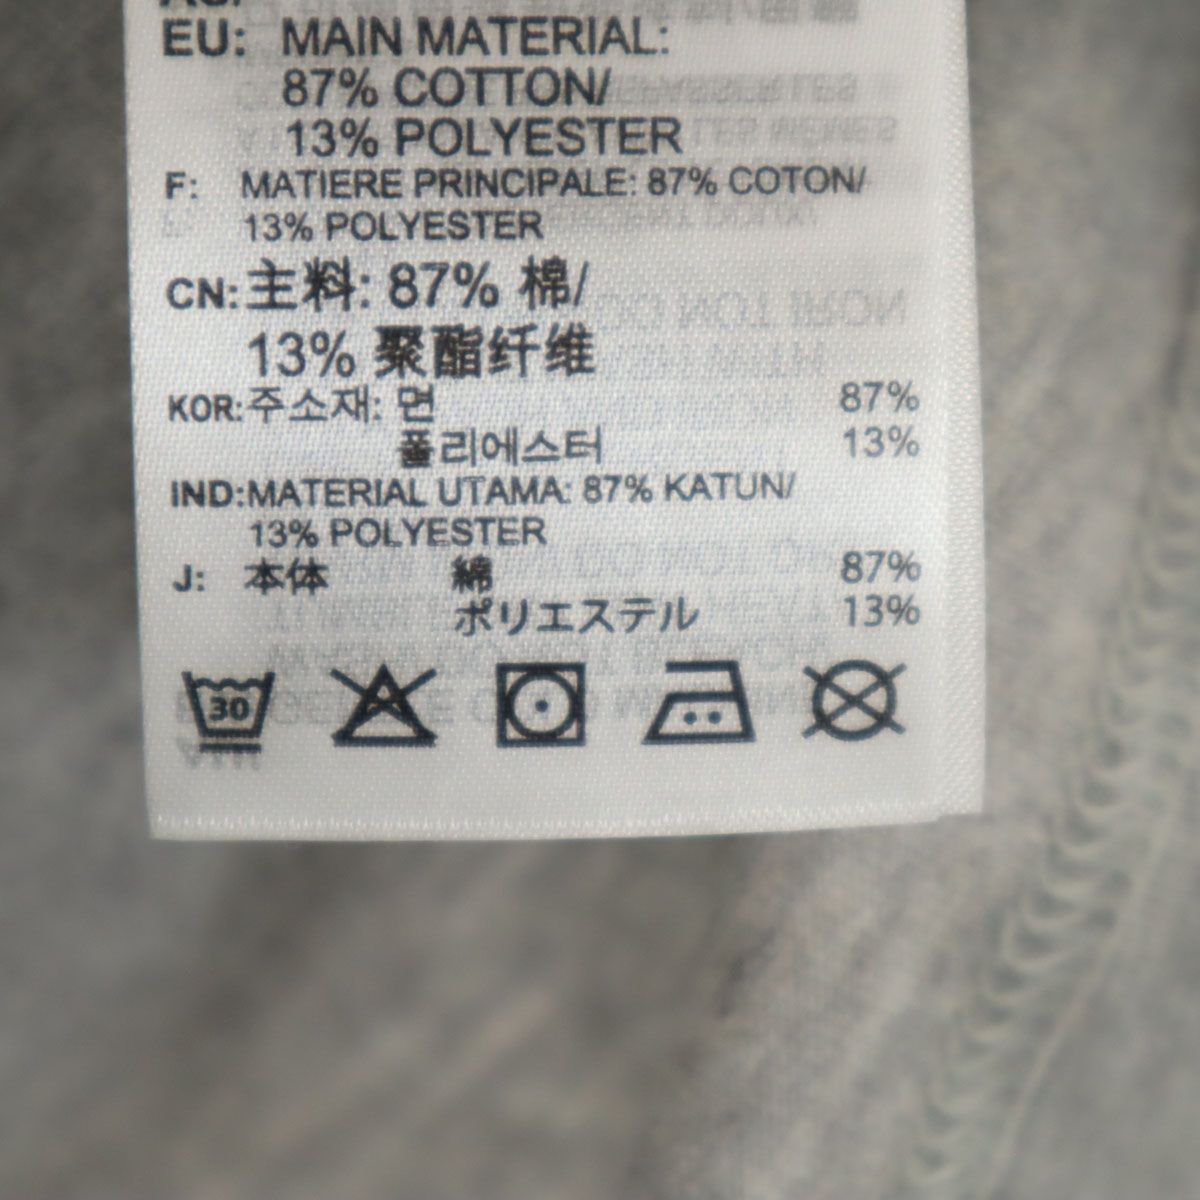 EU: MAIN MATERIAL:
87% COTTON/
13% POLYESTER
F: MATIERE PRINCIPALE: 87% COTON/
13% POLYESTER
CN: 主料: 87% 棉/
13% 聚酯纤维
KOR: 주소재: 면 87%
폴리에스터 13%
IND: MATERIAL UTAMA: 87% KATUN/
13% POLYESTER
J: 本体 綿 87%
ポリエステル 13%
30